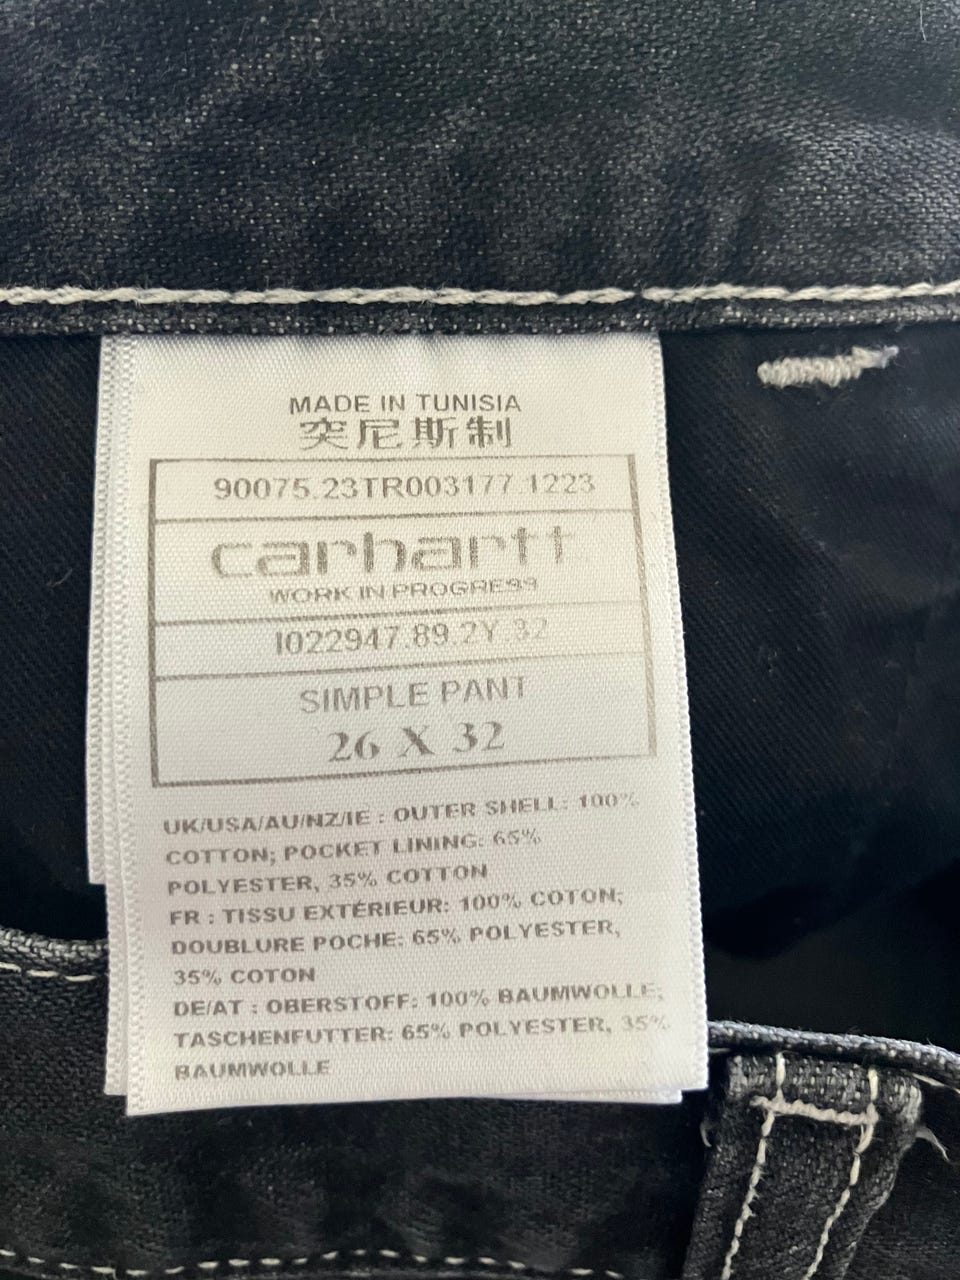 MADE IN TUNISIA
突尼斯制
90075.23TR003177.1223
carhartt
WORK IN PROGRESS
I022947.89.2Y.32
SIMPLE PANT
26 X 32
UK/USA/AU/NZ/IE : OUTER SHELL: 100%
COTTON; POCKET LINING: 65%
POLYESTER, 35% COTTON
FR : TISSU EXTÉRIEUR: 100% COTON;
DOUBLURE POCHE: 65% POLYESTER,
35% COTON
DE/AT : OBERSTOFF: 100% BAUMWOLLE;
TASCHENFUTTER: 65% POLYESTER, 35%
BAUMWOLLE